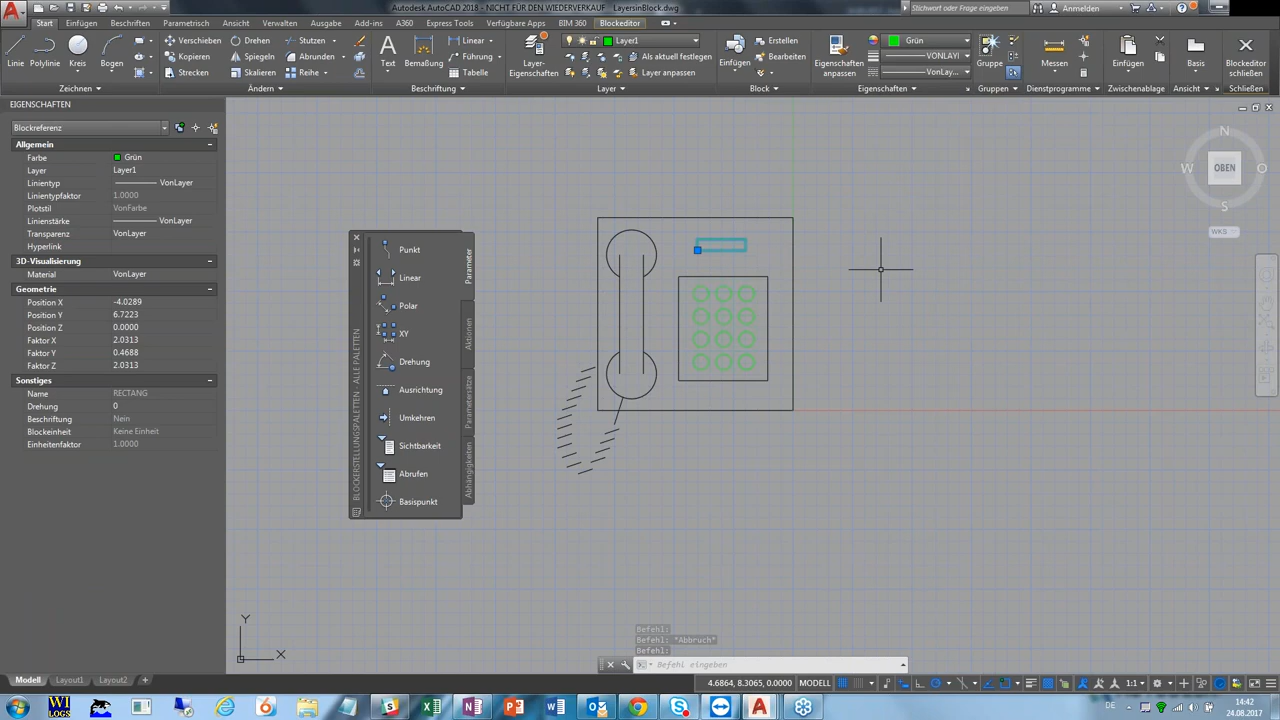 Autodesk AutoCAD 2018 - NICHT FÜR DEN WIEDERVERKAUF - LayersinBlock.dwg
Stichwort oder Frage eingeben
Anmelden
Start Einfügen Beschriften Parametrisch Ansicht Verwalten Ausgabe Add-ins A360 Express Tools Verfügbare Apps BIM 360 Blockeditor
Linie Polylinie Kreis Bogen
Verschieben Drehen Stutzen
Kopieren Spiegeln Abrunden
Strecken Skalieren Reihe
Text Bemaßung
Linear
Führung
Tabelle
Layer-
Eigenschaften
Layer1
Als aktuell festlegen
Layer anpassen
Einfügen
Erstellen
Bearbeiten
Eigenschaften
anpassen
Grün
VONLAYI
VonLay...
Gruppe
Messen
Einfügen
Basis
Blockeditor
schließen
Zeichnen Ändern Beschriftung Layer Block Eigenschaften Gruppen Dienstprogramme Zwischenablage Ansicht Schließen
EIGENSCHAFTEN
Blockreferenz
Allgemein
Farbe Grün
Layer Layer1
Linientyp VonLayer
Linientypfaktor 1.0000
Plotstil VonFarbe
Linienstärke VonLayer
Transparenz VonLayer
Hyperlink
3D-Visualisierung
Material VonLayer
Geometrie
Position X -4.0289
Position Y 6.7223
Position Z 0.0000
Faktor X 2.0313
Faktor Y 0.4688
Faktor Z 2.0313
Sonstiges
Name RECTANG
Drehung 0
Beschriftung Nein
Blockeinheit Keine Einheit
Einheitenfaktor 1.0000
BLOCKERSTELLUNGSPALETTEN - ALLE PALETTEN
Punkt
Linear
Polar
XY
Drehung
Ausrichtung
Umkehren
Sichtbarkeit
Abrufen
Basispunkt
Parameter
Aktionen
Parametersätze
Abhängigkeiten
N
W OBEN O
S
WKS
Y
X
Befehl:
Befehl: *Abbruch*
Befehl:
Befehl eingeben
Modell Layout1 Layout2 +
4.6864, 8.3065, 0.0000 MODELL
1:1
WI
LOGS
DE
14:42
24.08.2017